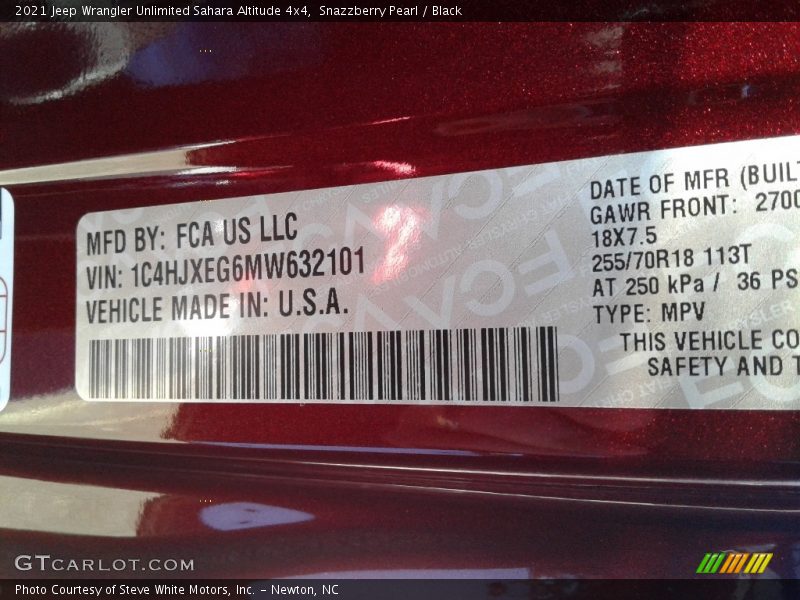 2021 Jeep Wrangler Unlimited Sahara Altitude 4x4, Snazzberry Pearl / Black
MFD BY: FCA US LLC
VIN: 1C4HJXEG6MW632101
VEHICLE MADE IN: U.S.A.
DATE OF MFR (BUILT
GAWR FRONT: 2700
18X7.5
255/70R18 113T
AT 250 kPa / 36 PS
TYPE: MPV
THIS VEHICLE CO
SAFETY AND T
GTCARLOT.COM
Photo Courtesy of Steve White Motors, Inc. – Newton, NC